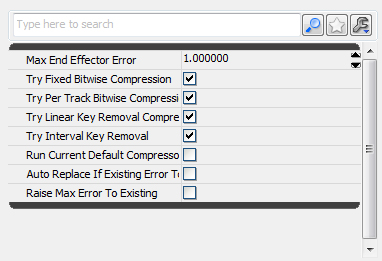 Type here to search
Max End Effector Error 1.000000
Try Fixed Bitwise Compression
Try Per Track Bitwise Compressi
Try Linear Key Removal Compre
Try Interval Key Removal
Run Current Default Compresso
Auto Replace If Existing Error To
Raise Max Error To Existing